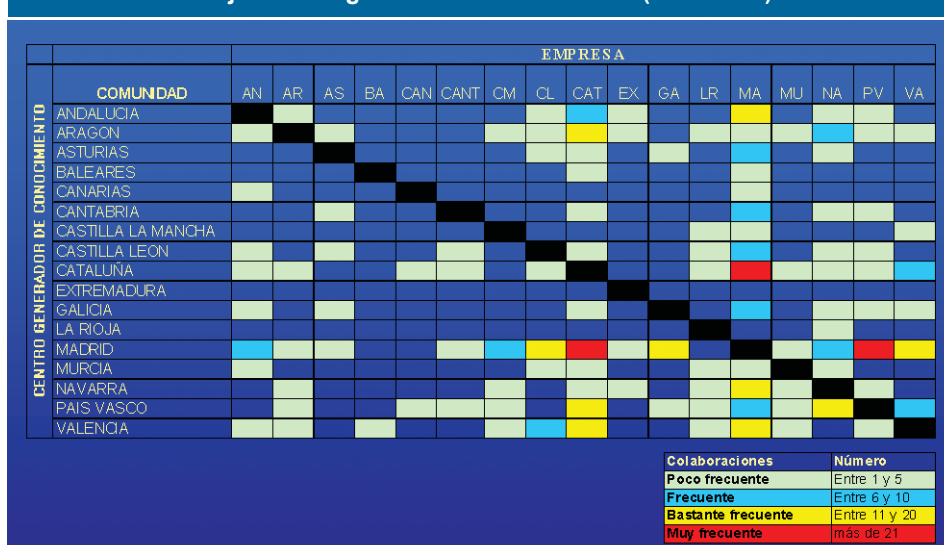 EMPRESA
COMUNIDAD AN AR AS BA CAN CANT CM CL CAT EX GA LR MA MU NA PV VA
CENTRO GENERADOR DE CONOCIMIENTO
ANDALUCIA
ARAGON
ASTURIAS
BALEARES
CANARIAS
CANTABRIA
CASTILLA LA MANCHA
CASTILLA LEON
CATALUÑA
EXTREMADURA
GALICIA
LA RIOJA
MADRID
MURCIA
NAVARRA
PAIS VASCO
VALENCIA
Colaboraciones Número
Poco frecuente Entre 1 y 5
Frecuente Entre 6 y 10
Bastante frecuente Entre 11 y 20
Muy frecuente más de 21